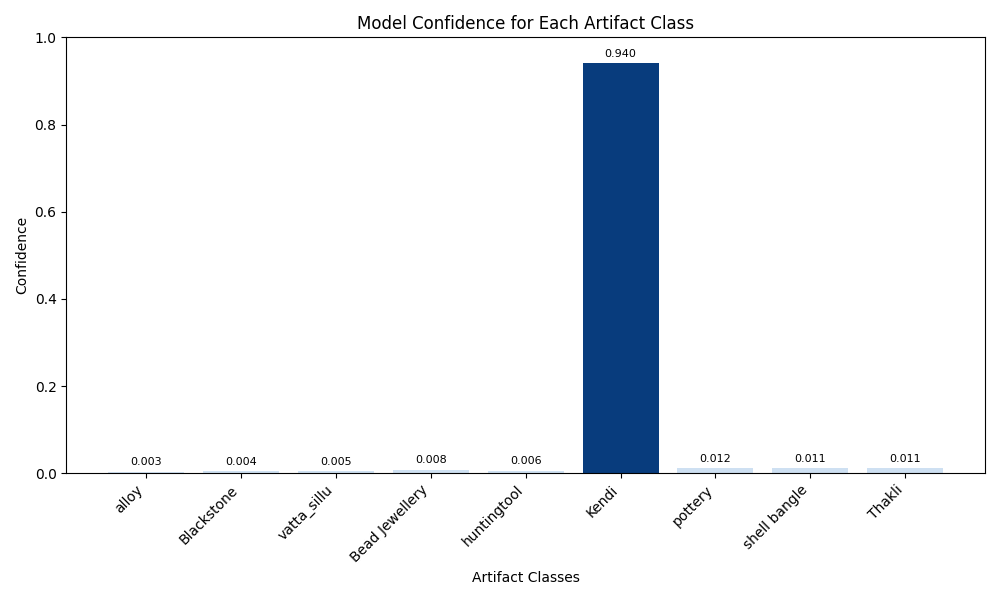 Model Confidence for Each Artifact Class
1.0
0.8
0.6
0.4
0.2
0.0
Confidence
0.003
0.004
0.005
0.008
0.006
0.940
0.012
0.011
0.011
alloy
Blackstone
vatta_sillu
Bead Jewellery
huntingtool
Kendi
pottery
shell bangle
Thakli
Artifact Classes